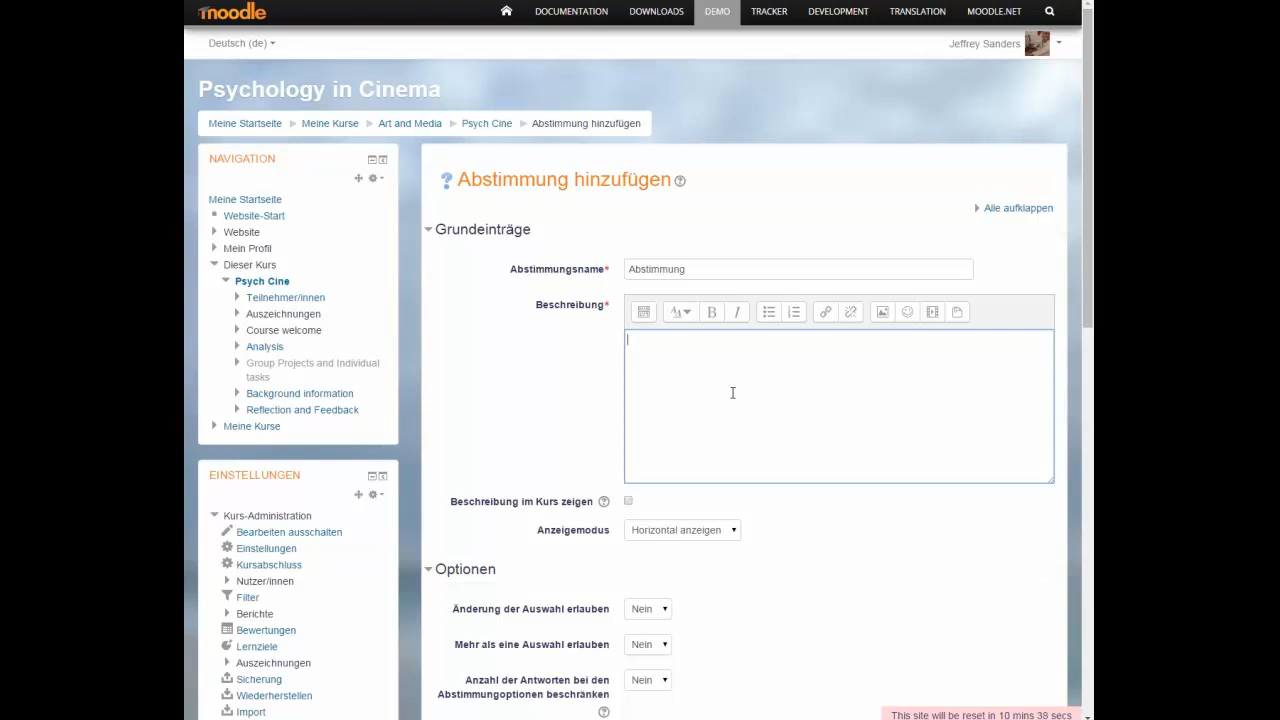 moodle DOCUMENTATION DOWNLOADS DEMO TRACKER DEVELOPMENT TRANSLATION MOODLE.NET
Deutsch (de) Jeffrey Sanders
Psychology in Cinema
Meine Startseite Meine Kurse Art and Media Psych Cine Abstimmung hinzufügen
NAVIGATION
Meine Startseite
Website-Start
Website
Mein Profil
Dieser Kurs
Psych Cine
Teilnehmer/innen
Auszeichnungen
Course welcome
Analysis
Group Projects and Individual
tasks
Background information
Reflection and Feedback
Meine Kurse
EINSTELLUNGEN
Kurs-Administration
Bearbeiten ausschalten
Einstellungen
Kursabschluss
Nutzer/innen
Filter
Berichte
Bewertungen
Lernziele
Auszeichnungen
Sicherung
Wiederherstellen
Import
? Abstimmung hinzufügen ?
Alle aufklappen
Grundeinträge
Abstimmungsname* Abstimmung
Beschreibung* B I
Beschreibung im Kurs zeigen ?
Anzeigemodus Horizontal anzeigen
Optionen
Änderung der Auswahl erlauben Nein
Mehr als eine Auswahl erlauben Nein
Anzahl der Antworten bei den Nein
Abstimmungoptionen beschränken
?
This site will be reset in 10 mins 38 secs